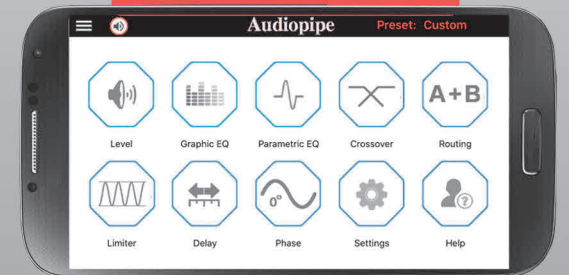 Audiopipe
Preset: Custom
A+B
Level
Graphic EQ
Parametric EQ
Crossover
Routing
0°
?
Limiter
Delay
Phase
Settings
Help